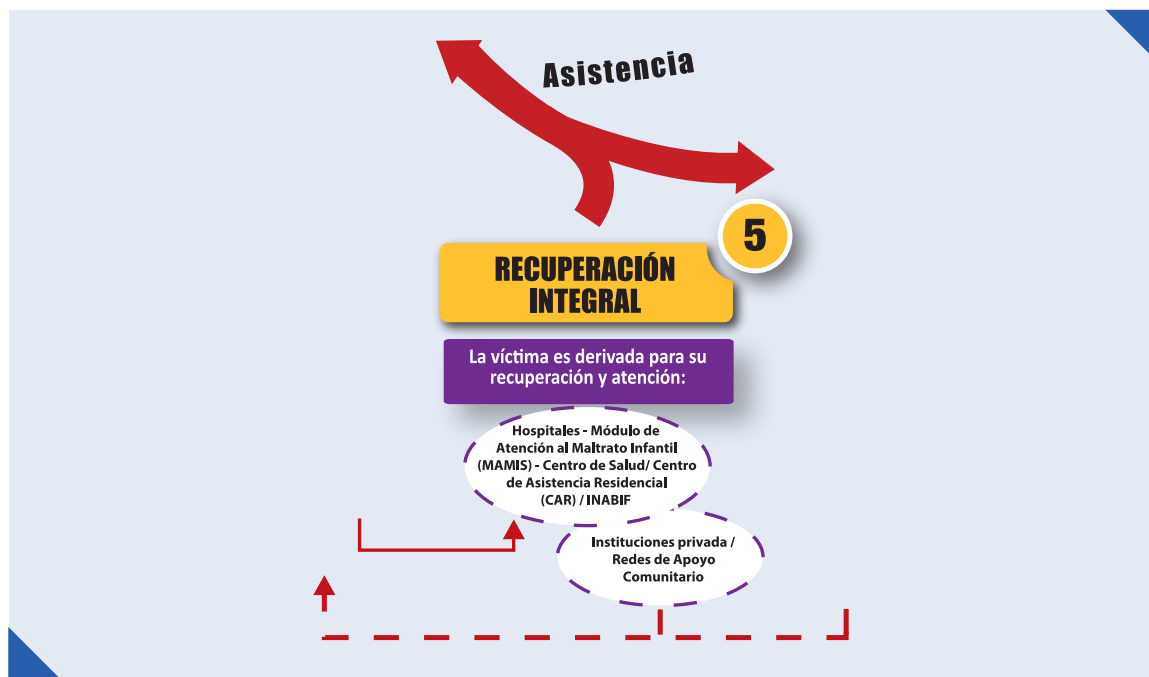 Asistencia
5
RECUPERACIÓN
INTEGRAL
La víctima es derivada para su
recuperación y atención:
Hospitales - Módulo de
Atención al Maltrato Infantil
(MAMIS) - Centro de Salud/ Centro
de Asistencia Residencial
(CAR) / INABIF
Instituciones privada /
Redes de Apoyo
Comunitario